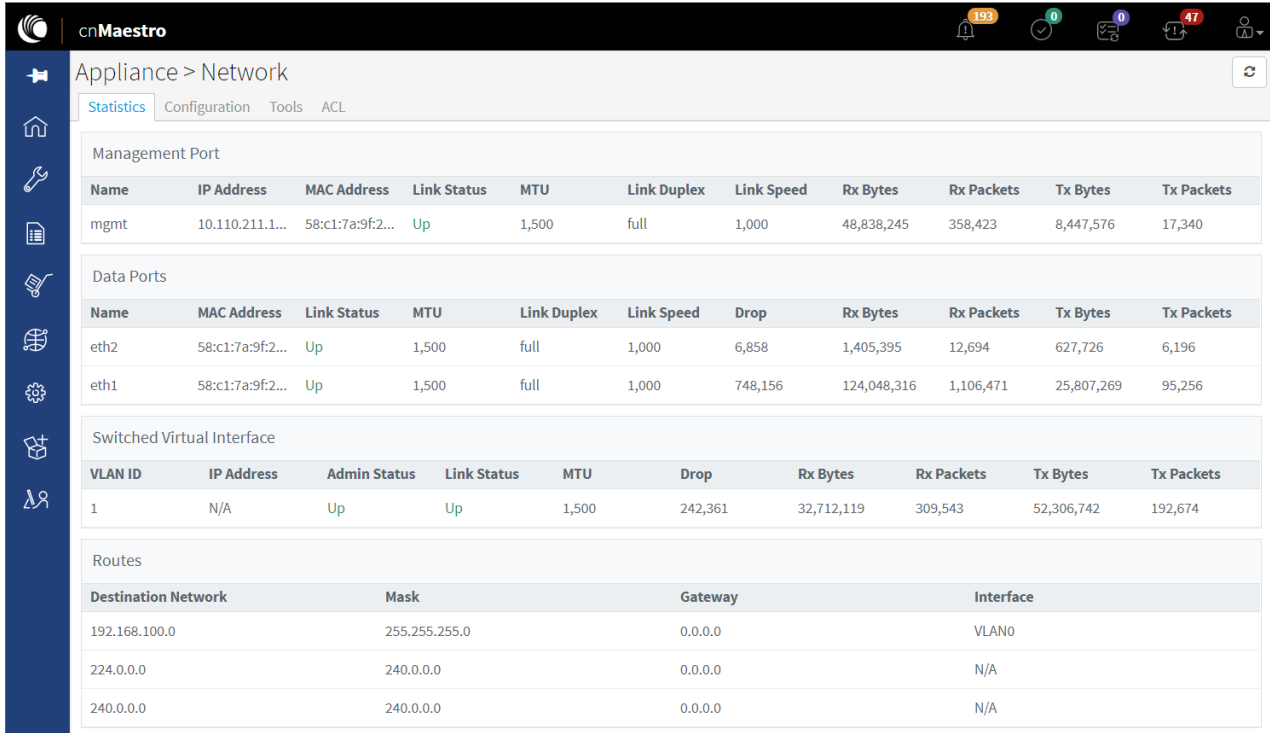 cnMaestro
193
0
0
47
Appliance > Network
Statistics Configuration Tools ACL
Management Port
Name IP Address MAC Address Link Status MTU Link Duplex Link Speed Rx Bytes Rx Packets Tx Bytes Tx Packets
mgmt 10.110.211.1... 58:c1:7a:9f:2... Up 1,500 full 1,000 48,838,245 358,423 8,447,576 17,340
Data Ports
Name MAC Address Link Status MTU Link Duplex Link Speed Drop Rx Bytes Rx Packets Tx Bytes Tx Packets
eth2 58:c1:7a:9f:2... Up 1,500 full 1,000 6,858 1,405,395 12,694 627,726 6,196
eth1 58:c1:7a:9f:2... Up 1,500 full 1,000 748,156 124,048,316 1,106,471 25,807,269 95,256
Switched Virtual Interface
VLAN ID IP Address Admin Status Link Status MTU Drop Rx Bytes Rx Packets Tx Bytes Tx Packets
1 N/A Up Up 1,500 242,361 32,712,119 309,543 52,306,742 192,674
Routes
Destination Network Mask Gateway Interface
192.168.100.0 255.255.255.0 0.0.0.0 VLAN0
224.0.0.0 240.0.0.0 0.0.0.0 N/A
240.0.0.0 240.0.0.0 0.0.0.0 N/A